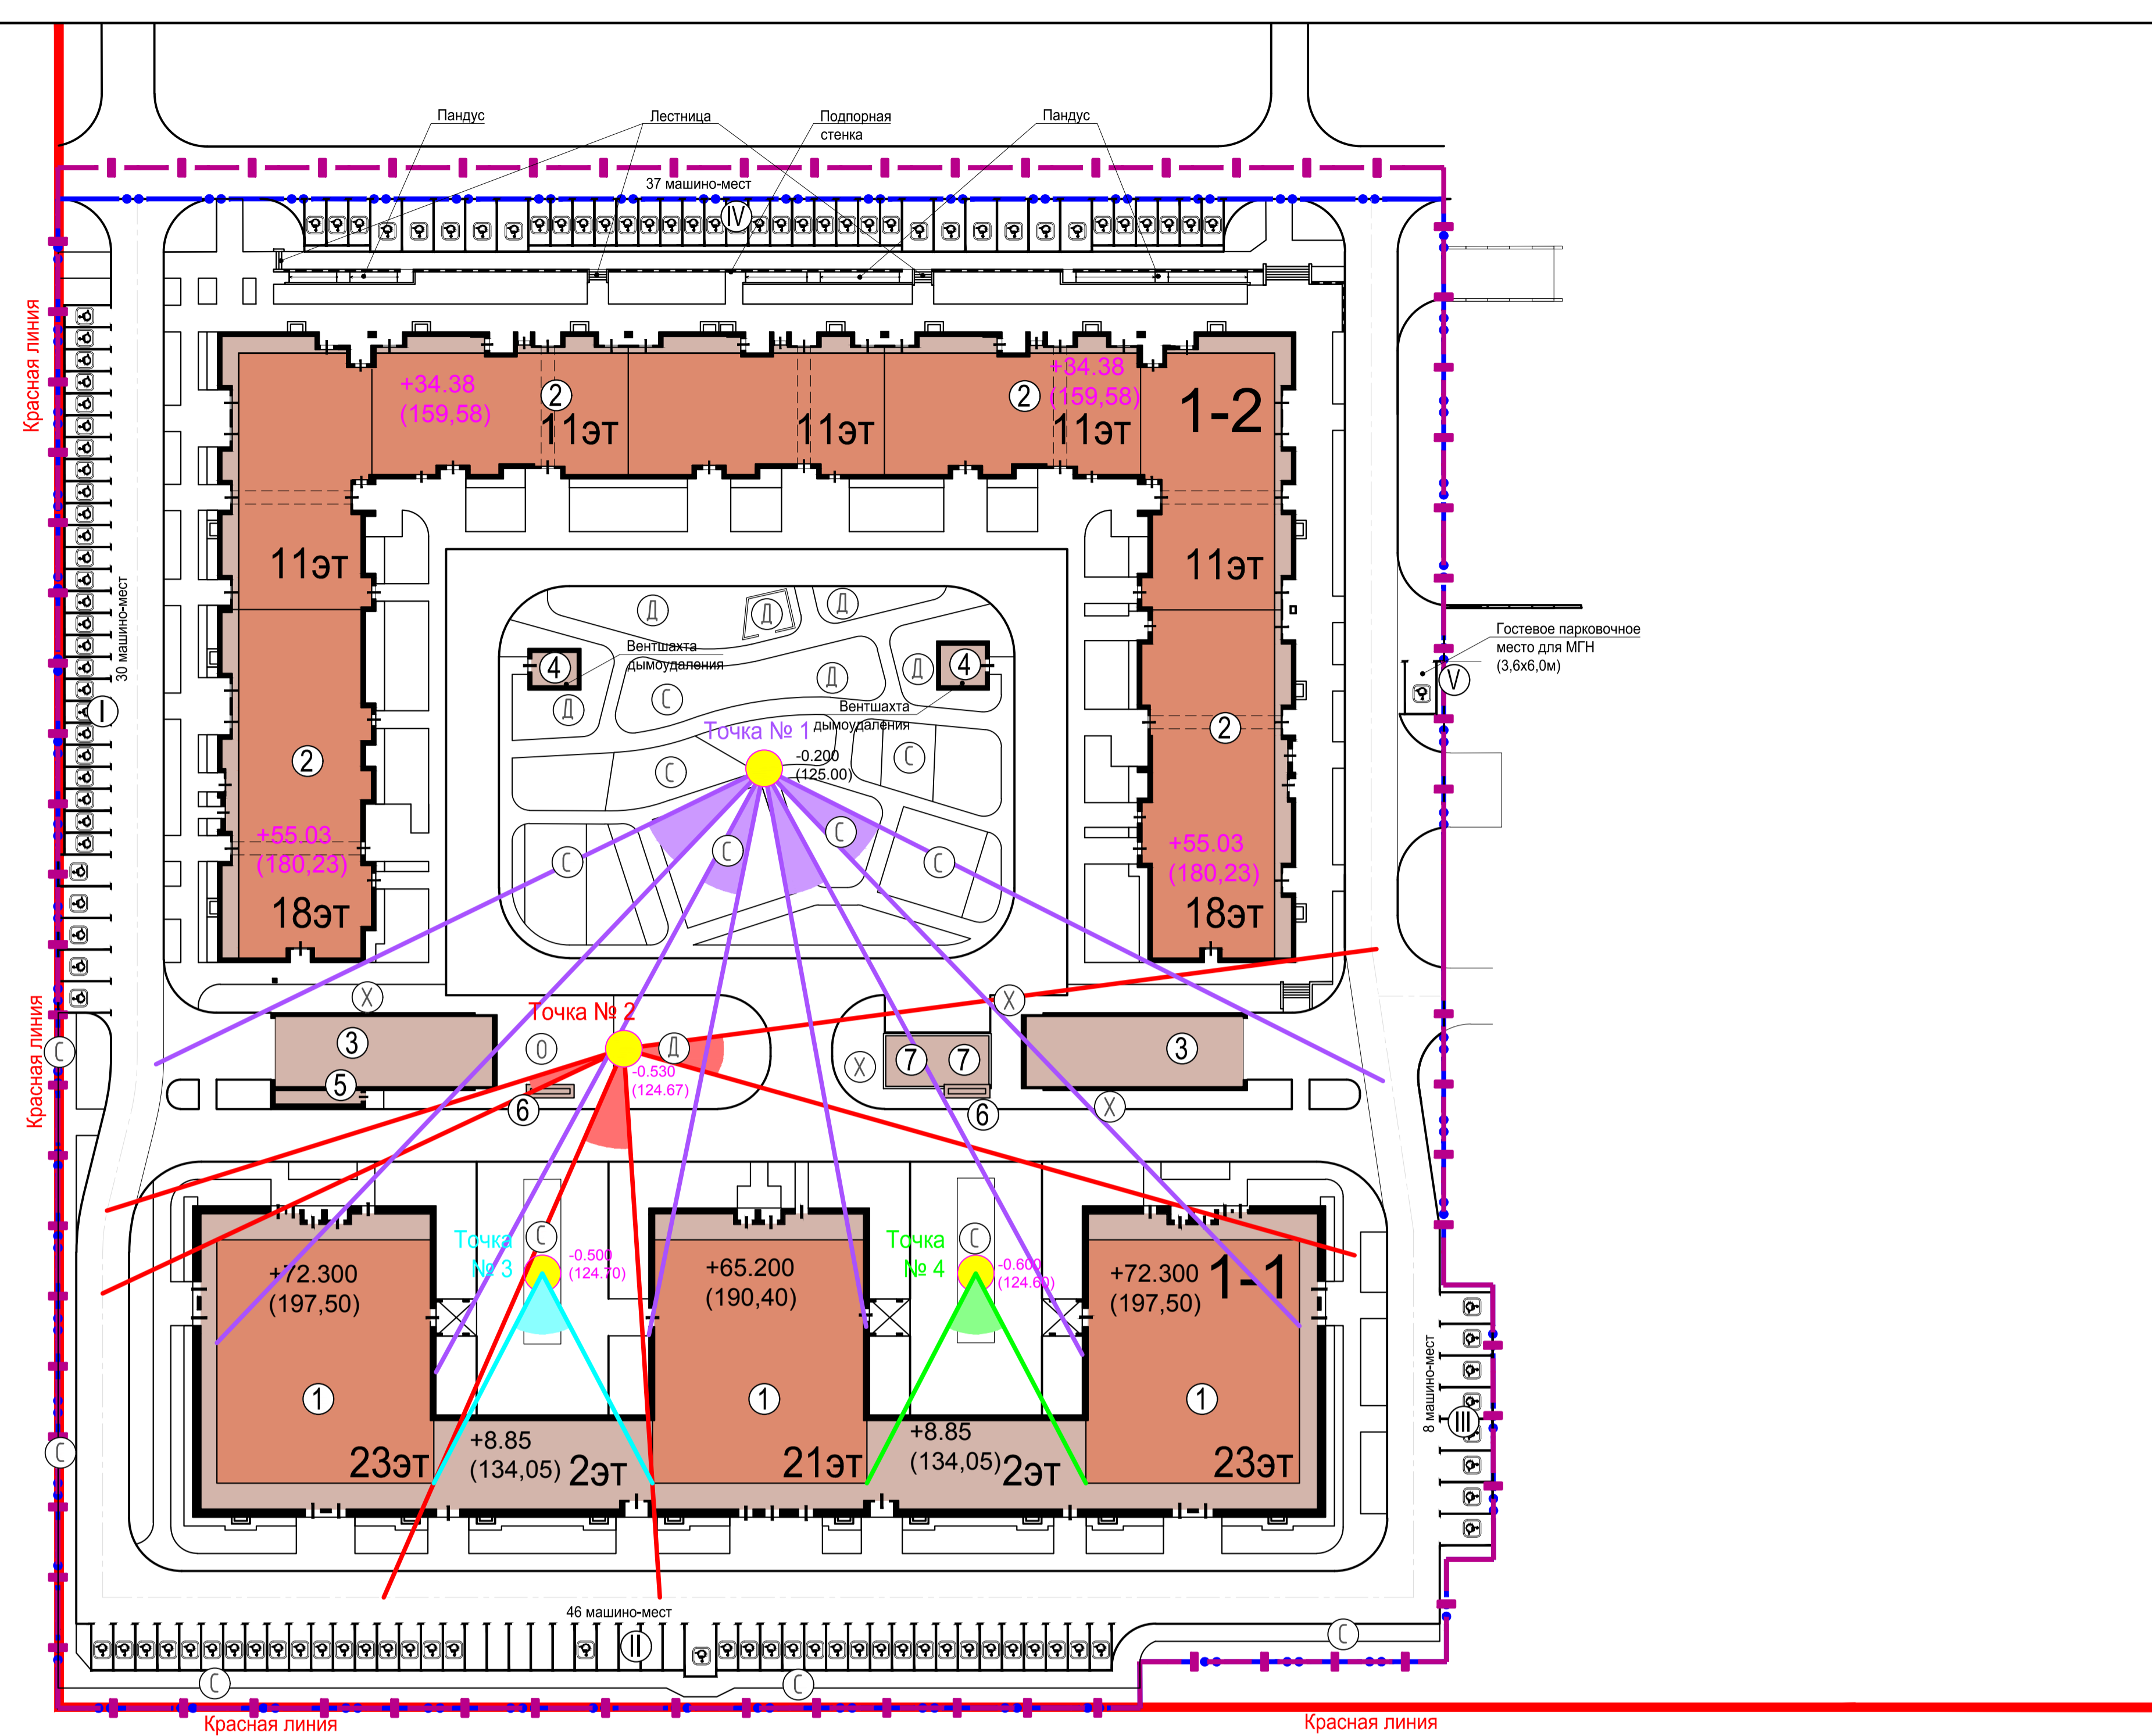 Пандус
Лестница
Подпорная
стенка
Пандус
37 машино-мест
IV
Красная линия
+34.38
(159,58)
2
11эт
11эт
2
+34.38
(159,58)
11эт
1-2
11эт
11эт
30 машино-мест
I
Д
Д
Д
Вентшахта
дымоудаления
4
4
Д
Д
Д
С
Вентшахта
дымоудаления
Гостевое парковочное
место для МГН
(3,6х6,0м)
V
Точка № 1
-0.200
(125.00)
С
С
2
2
+55.03
(180,23)
18эт
С
С
С
С
+55.03
(180,23)
18эт
Красная линия
С
Х
Точка № 2
Х
3
О
Д
-0.530
(124.67)
Х
7
7
3
5
6
6
Х
Точка
№ 3
С
-0.500
(124.70)
Точка
№ 4
С
-0.600
(124.60)
+72.300
(197,50)
+65.200
(190,40)
+72.300
(197,50)
1-1
1
1
1
8 машино-мест
III
С
23эт
+8.85
(134,05)
2эт
21эт
+8.85
(134,05)
2эт
23эт
46 машино-мест
II
С
С
С
Красная линия
Красная линия